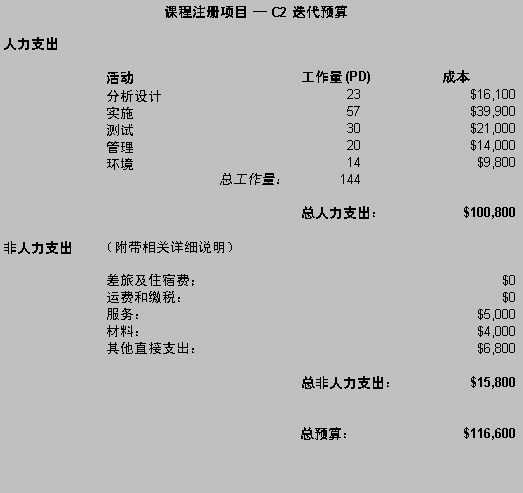 课程注册项目 — C2 迭代预算
人力支出
活动 工作量 (PD) 成本
分析设计 23 $16,100
实施 57 $39,900
测试 30 $21,000
管理 20 $14,000
环境 14 $9,800
总工作量： 144
总人力支出： $100,800
非人力支出 （附带相关详细说明）
差旅及住宿费： $0
运费和缴税： $0
服务： $5,000
材料： $4,000
其他直接支出： $6,800
总非人力支出： $15,800
总预算： $116,600